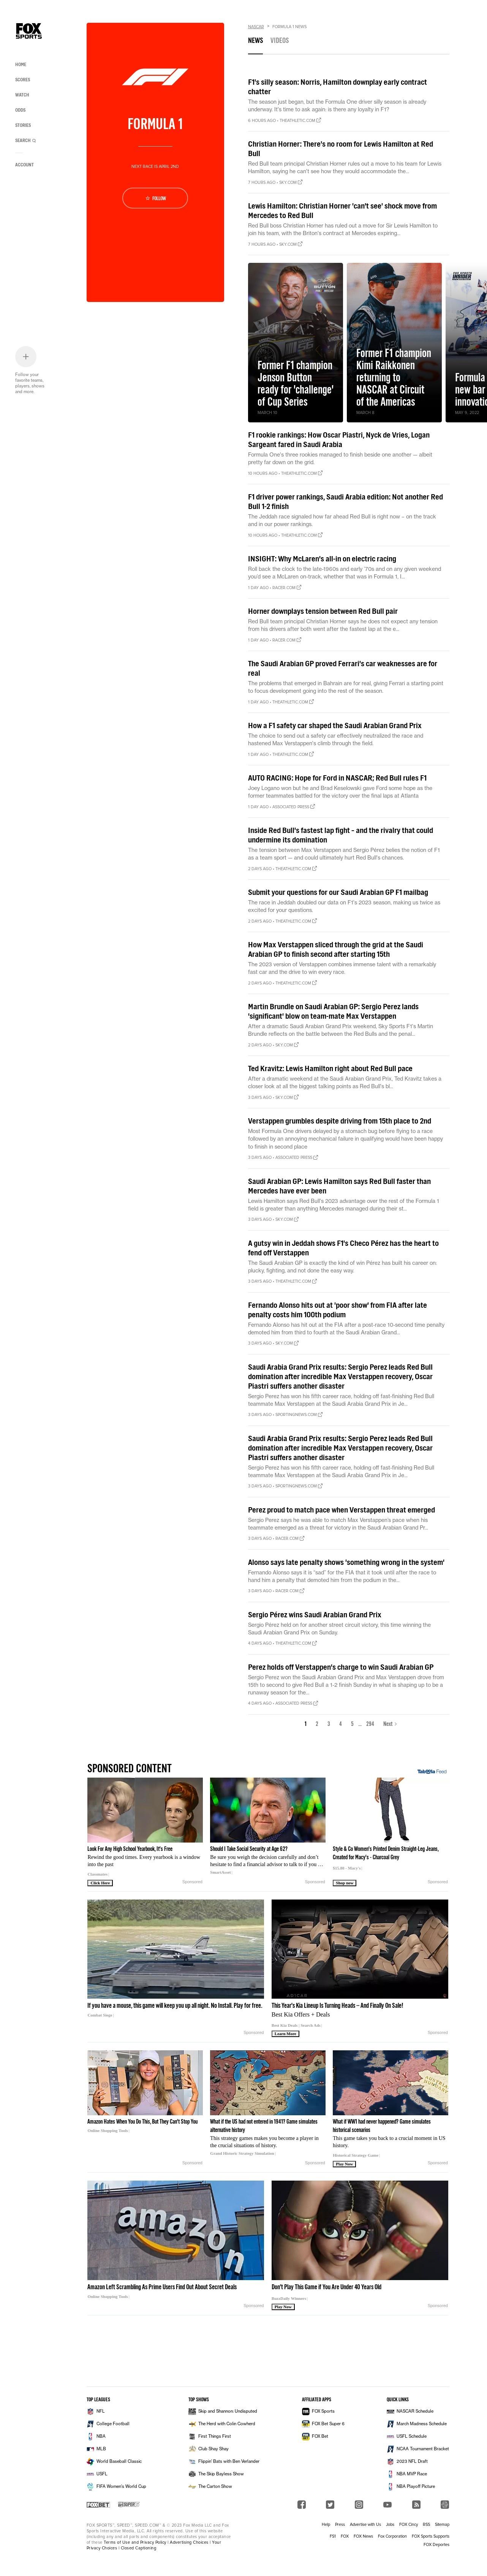 FOX
SPORTS
HOME
SCORES
WATCH
ODDS
STORIES
SEARCH
ACCOUNT
Follow your
favorite teams,
players, shows
and more.
FORMULA 1
NEXT RACE IS APRIL 2ND
☆ FOLLOW
NASCAR > FORMULA 1 NEWS
NEWS VIDEOS
F1's silly season: Norris, Hamilton downplay early contract
chatter
The season just began, but the Formula One driver silly season is already
underway. It's time to ask again: is there any loyalty in F1?
6 HOURS AGO • THEATHLETIC.COM
Christian Horner: There's no room for Lewis Hamilton at Red
Bull
Red Bull team principal Christian Horner rules out a move to his team for Lewis
Hamilton, saying he can't see how they would accommodate the...
7 HOURS AGO • SKY.COM
Lewis Hamilton: Christian Horner 'can't see' shock move from
Mercedes to Red Bull
Red Bull boss Christian Horner has ruled out a move for Sir Lewis Hamilton to
join his team, with the Briton's contract at Mercedes expiring...
7 HOURS AGO • SKY.COM
Former F1 champion
Jenson Button
ready for 'challenge'
of Cup Series
MARCH 10
Former F1 champion
Kimi Raikkonen
returning to
NASCAR at Circuit
of the Americas
MARCH 8
Formula
new bar
innovatio
MAY 9, 2022
F1 rookie rankings: How Oscar Piastri, Nyck de Vries, Logan
Sargeant fared in Saudi Arabia
Formula One's three rookies managed to finish beside one another — albeit
pretty far down on the grid.
10 HOURS AGO • THEATHLETIC.COM
F1 driver power rankings, Saudi Arabia edition: Not another Red
Bull 1-2 finish
The Jeddah race signaled how far ahead Red Bull is right now – on the track
and in our power rankings.
10 HOURS AGO • THEATHLETIC.COM
INSIGHT: Why McLaren's all-in on electric racing
Roll back the clock to the late-1960s and early '70s and on any given weekend
you'd see a McLaren on-track, whether that was in Formula 1, I...
1 DAY AGO • RACER.COM
Horner downplays tension between Red Bull pair
Red Bull team principal Christian Horner says he does not expect any tension
from his drivers after both went after the fastest lap at the e...
1 DAY AGO • RACER.COM
The Saudi Arabian GP proved Ferrari's car weaknesses are for
real
The problems that emerged in Bahrain are for real, giving Ferrari a starting point
to focus development going into the rest of the season.
1 DAY AGO • THEATHLETIC.COM
How a F1 safety car shaped the Saudi Arabian Grand Prix
The choice to send out a safety car effectively neutralized the race and
hastened Max Verstappen's climb through the field.
1 DAY AGO • THEATHLETIC.COM
AUTO RACING: Hope for Ford in NASCAR; Red Bull rules F1
Joey Logano won but he and Brad Keselowski gave Ford some hope as the
former teammates battled for the victory over the final laps at Atlanta
1 DAY AGO • ASSOCIATED PRESS
Inside Red Bull's fastest lap fight – and the rivalry that could
undermine its domination
The tension between Max Verstappen and Sergio Pérez belies the notion of F1
as a team sport — and could ultimately hurt Red Bull's chances.
2 DAYS AGO • THEATHLETIC.COM
Submit your questions for our Saudi Arabian GP F1 mailbag
The race in Jeddah doubled our data on F1's 2023 season, making us twice as
excited for your questions.
2 DAYS AGO • THEATHLETIC.COM
How Max Verstappen sliced through the grid at the Saudi
Arabian GP to finish second after starting 15th
The 2023 version of Verstappen combines immense talent with a remarkably
fast car and the drive to win every race.
2 DAYS AGO • THEATHLETIC.COM
Martin Brundle on Saudi Arabian GP: Sergio Perez lands
'significant' blow on team-mate Max Verstappen
After a dramatic Saudi Arabian Grand Prix weekend, Sky Sports F1's Martin
Brundle reflects on the battle between the Red Bulls and the penal...
2 DAYS AGO • SKY.COM
Ted Kravitz: Lewis Hamilton right about Red Bull pace
After a dramatic weekend at the Saudi Arabian Grand Prix, Ted Kravitz takes a
closer look at all the biggest talking points as Red Bull's bl...
3 DAYS AGO • SKY.COM
Verstappen grumbles despite driving from 15th place to 2nd
Most Formula One drivers delayed by a stomach bug before flying to a race
followed by an annoying mechanical failure in qualifying would have been happy
to finish in second place
3 DAYS AGO • ASSOCIATED PRESS
Saudi Arabian GP: Lewis Hamilton says Red Bull faster than
Mercedes have ever been
Lewis Hamilton says Red Bull's 2023 advantage over the rest of the Formula 1
field is greater than anything Mercedes managed during their st...
3 DAYS AGO • SKY.COM
A gutsy win in Jeddah shows F1's Checo Pérez has the heart to
fend off Verstappen
The Saudi Arabian GP is exactly the kind of win Pérez has built his career on:
plucky, fighting, and not done the easy way.
3 DAYS AGO • THEATHLETIC.COM
Fernando Alonso hits out at 'poor show' from FIA after late
penalty costs him 100th podium
Fernando Alonso has hit out at the FIA after a post-race 10-second time penalty
demoted him from third to fourth at the Saudi Arabian Grand...
3 DAYS AGO • SKY.COM
Saudi Arabia Grand Prix results: Sergio Perez leads Red Bull
domination after incredible Max Verstappen recovery, Oscar
Piastri suffers another disaster
Sergio Perez has won his fifth career race, holding off fast-finishing Red Bull
teammate Max Verstappen at the Saudi Arabia Grand Prix in Je...
3 DAYS AGO • SPORTINGNEWS.COM
Saudi Arabia Grand Prix results: Sergio Perez leads Red Bull
domination after incredible Max Verstappen recovery, Oscar
Piastri suffers another disaster
Sergio Perez has won his fifth career race, holding off fast-finishing Red Bull
teammate Max Verstappen at the Saudi Arabia Grand Prix in Je...
3 DAYS AGO • SPORTINGNEWS.COM
Perez proud to match pace when Verstappen threat emerged
Sergio Perez says he was able to match Max Verstappen's pace when his
teammate emerged as a threat for victory in the Saudi Arabian Grand Pr...
3 DAYS AGO • RACER.COM
Alonso says late penalty shows 'something wrong in the system'
Fernando Alonso says it is "sad" for the FIA that it took until after the race to
hand him a penalty that demoted him from the podium in the...
3 DAYS AGO • RACER.COM
Sergio Pérez wins Saudi Arabian Grand Prix
Sergio Pérez held on for another street circuit victory, this time winning the
Saudi Arabian Grand Prix on Sunday.
4 DAYS AGO • THEATHLETIC.COM
Perez holds off Verstappen's charge to win Saudi Arabian GP
Sergio Perez won the Saudi Arabian Grand Prix and Max Verstappen drove from
15th to second to give Red Bull a 1-2 finish Sunday in what is shaping up to be a
runaway season for the...
4 DAYS AGO • ASSOCIATED PRESS
1 2 3 4 5 ... 294 Next >
SPONSORED CONTENT
Taboola Feed
Look For Any High School Yearbook, It's Free
Rewind the good times. Every yearbook is a window
into the past
Classmates |
Click Here
Sponsored
Should I Take Social Security at Age 62?
Be sure you weigh the decision carefully and don't
hesitate to find a financial advisor to talk to if you ...
SmartAsset |
Sponsored
Style & Co Women's Printed Denim Straight-Leg Jeans,
Created for Macy's - Charcoal Grey
Shop now
Sponsored
If you have a mouse, this game will keep you up all night. No Install. Play for free.
Combat Siege |
Sponsored
This Year's Kia Lineup Is Turning Heads – And Finally On Sale!
Best Kia Offers + Deals
Best Kia Deals | Search Ads |
Learn More
Sponsored
Amazon Hates When You Do This, But They Can't Stop You
Online Shopping Tools |
Sponsored
What if the US had not entered in 1941? Game simulates
alternative history
This strategy games makes you become a player in
the crucial situations of history.
Grand Historic Strategy Simulation |
Sponsored
What if WW1 had never happened? Game simulates
historical scenarios
This game takes you back to a crucial moment in US
history.
Historical Strategy Game |
Play Now
Sponsored
amazon
Amazon Left Scrambling As Prime Users Find Out About Secret Deals
Online Shopping Tools |
Sponsored
Don't Play This Game if You Are Under 40 Years Old
Play Now
Sponsored
TOP LEAGUES
NFL
College Football
NBA
MLB
World Baseball Classic
USFL
FIFA Women's World Cup
TOP SHOWS
Skip and Shannon: Undisputed
The Herd with Colin Cowherd
First Things First
Club Shay Shay
Flippin' Bats with Ben Verlander
The Skip Bayless Show
The Carton Show
AFFILIATED APPS
FOX Sports
FOX Bet Super 6
FOX Bet
QUICK LINKS
NASCAR Schedule
March Madness Schedule
USFL Schedule
NCAA Tournament Bracket
2023 NFL Draft
NBA MVP Race
NBA Playoff Picture
FOXBET
SUPER 6
FOX SPORTS™, SPEED™, SPEED.COM™ & © 2023 Fox Media LLC and Fox
Sports Interactive Media, LLC. All rights reserved. Use of this website
(including any and all parts and components) constitutes your acceptance
of these Terms of Use and Privacy Policy | Advertising Choices | Your
Privacy Choices | Closed Captioning
Help Press Advertise with Us Jobs FOX Cincy RSS Sitemap
FS1 FOX FOX News Fox Corporation FOX Sports Supports
FOX Deportes